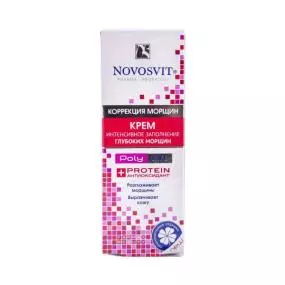 NOVOSVIT®
КОРРЕКЦИЯ МОРЩИН
КРЕМ
ИНТЕНСИВНОЕ ЗАПОЛНЕНИЕ
ГЛУБОКИХ МОРЩИН
Poly
PROTEIN
АНТИОКСИДАНТ
Разглаживает
морщины
Выравнивает
кожу